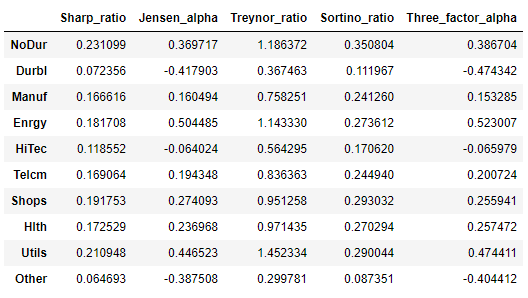 Sharp_ratio Jensen_alpha Treynor_ratio Sortino_ratio Three_factor_alpha
NoDur 0.231099 0.369717 1.186372 0.350804 0.386704
Durbl 0.072356 -0.417903 0.367463 0.111967 -0.474342
Manuf 0.166616 0.160494 0.758251 0.241260 0.153285
Enrgy 0.181708 0.504485 1.143330 0.273612 0.523007
HiTec 0.118552 -0.064024 0.564295 0.170620 -0.065979
Telcm 0.169064 0.194348 0.836363 0.244940 0.200724
Shops 0.191753 0.274093 0.951258 0.293032 0.255941
Hlth 0.172529 0.236968 0.971435 0.270294 0.257472
Utils 0.210948 0.446523 1.452334 0.290044 0.474411
Other 0.064693 -0.387508 0.299781 0.087351 -0.404412